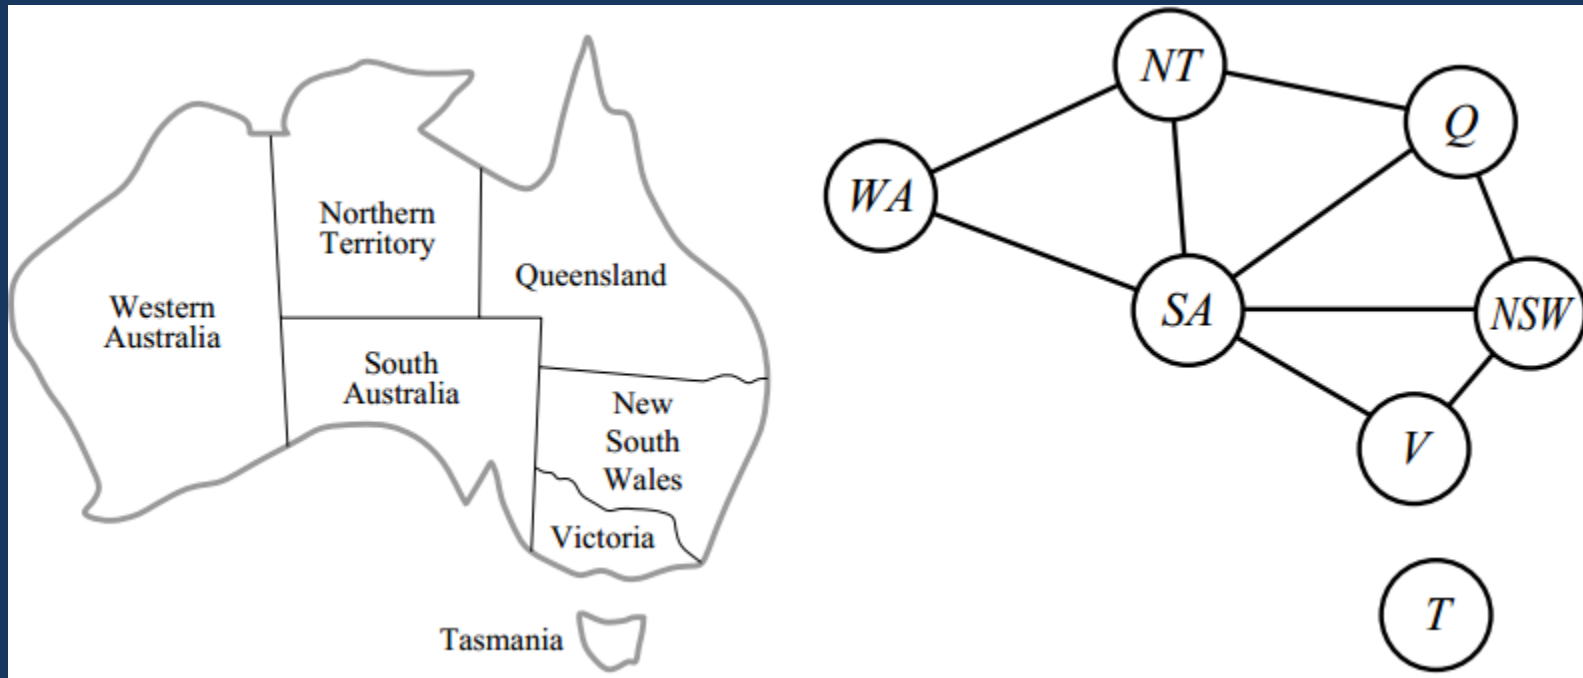 Northern
Territory
Western
Australia
Queensland
South
Australia
New
South
Wales
Victoria
Tasmania
NT
Q
WA
SA
NSW
V
T